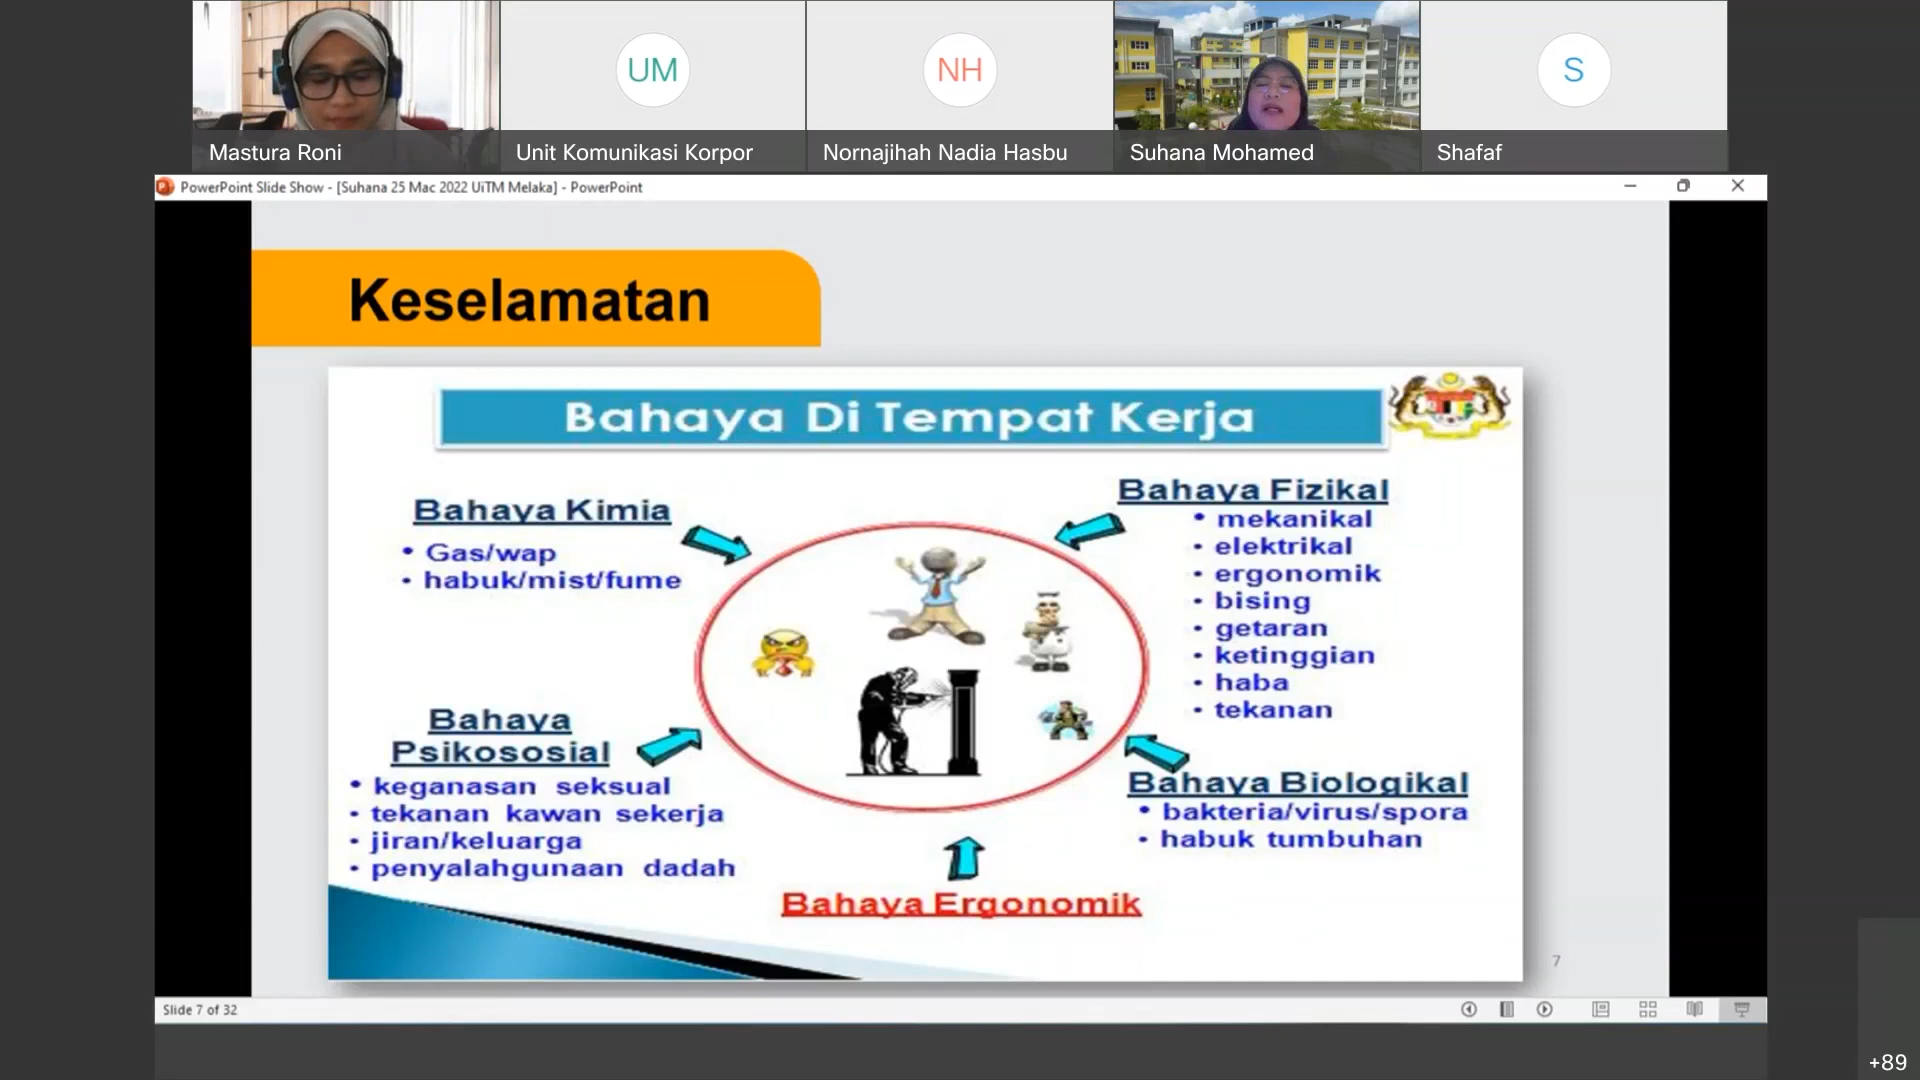 UM
NH
S
Mastura Roni
Unit Komunikasi Korpor
Nornajihah Nadia Hasbu
Suhana Mohamed
Shafaf
PowerPoint Slide Show - [Suhana 25 Mac 2022 UiTM Melaka] - PowerPoint
Keselamatan
Bahaya Di Tempat Kerja
Bahaya Kimia
• Gas/wap
• habuk/mist/fume
Bahaya Fizikal
• mekanikal
• elektrikal
• ergonomik
• bising
• getaran
• ketinggian
• haba
• tekanan
Bahaya
Psikososial
• keganasan seksual
• tekanan kawan sekerja
• jiran/keluarga
• penyalahgunaan dadah
Bahaya Biologikal
• bakteria/virus/spora
• habuk tumbuhan
Bahaya Ergonomik
7
Slide 7 of 32
+89